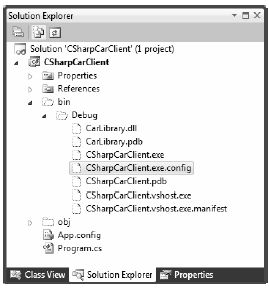 Solution Explorer
Solution 'CSharpCarClient' (1 project)
CSharpCarClient
Properties
References
bin
Debug
CarLibrary.dll
CarLibrary.pdb
CSharpCarClient.exe
CSharpCarClient.exe.config
CSharpCarClient.pdb
CSharpCarClient.vshost.exe
CSharpCarClient.vshost.exe.manifest
obj
App.config
Program.cs
Class View Solution Explorer Properties